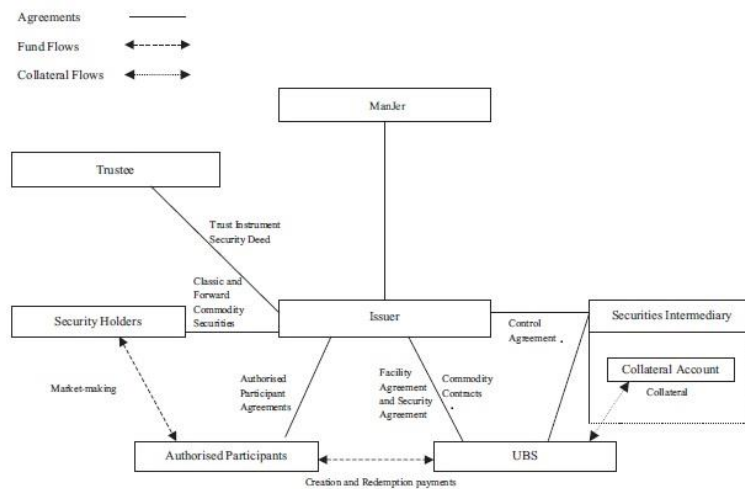 Agreements
Fund Flows
Collateral Flows
ManJer
Trustee
Trust Instrument
Security Deed
Classic and
Forward
Commodity
Securities
Security Holders
Issuer
Securities Intermediary
Control
Agreement .
Collateral Account
Collateral
Market-making
Authorised
Participant
Agreements
Facility
Agreement
and Security
Agreement
Commodity
Contracts
.
Authorised Participants
UBS
Creation and Redemption payments